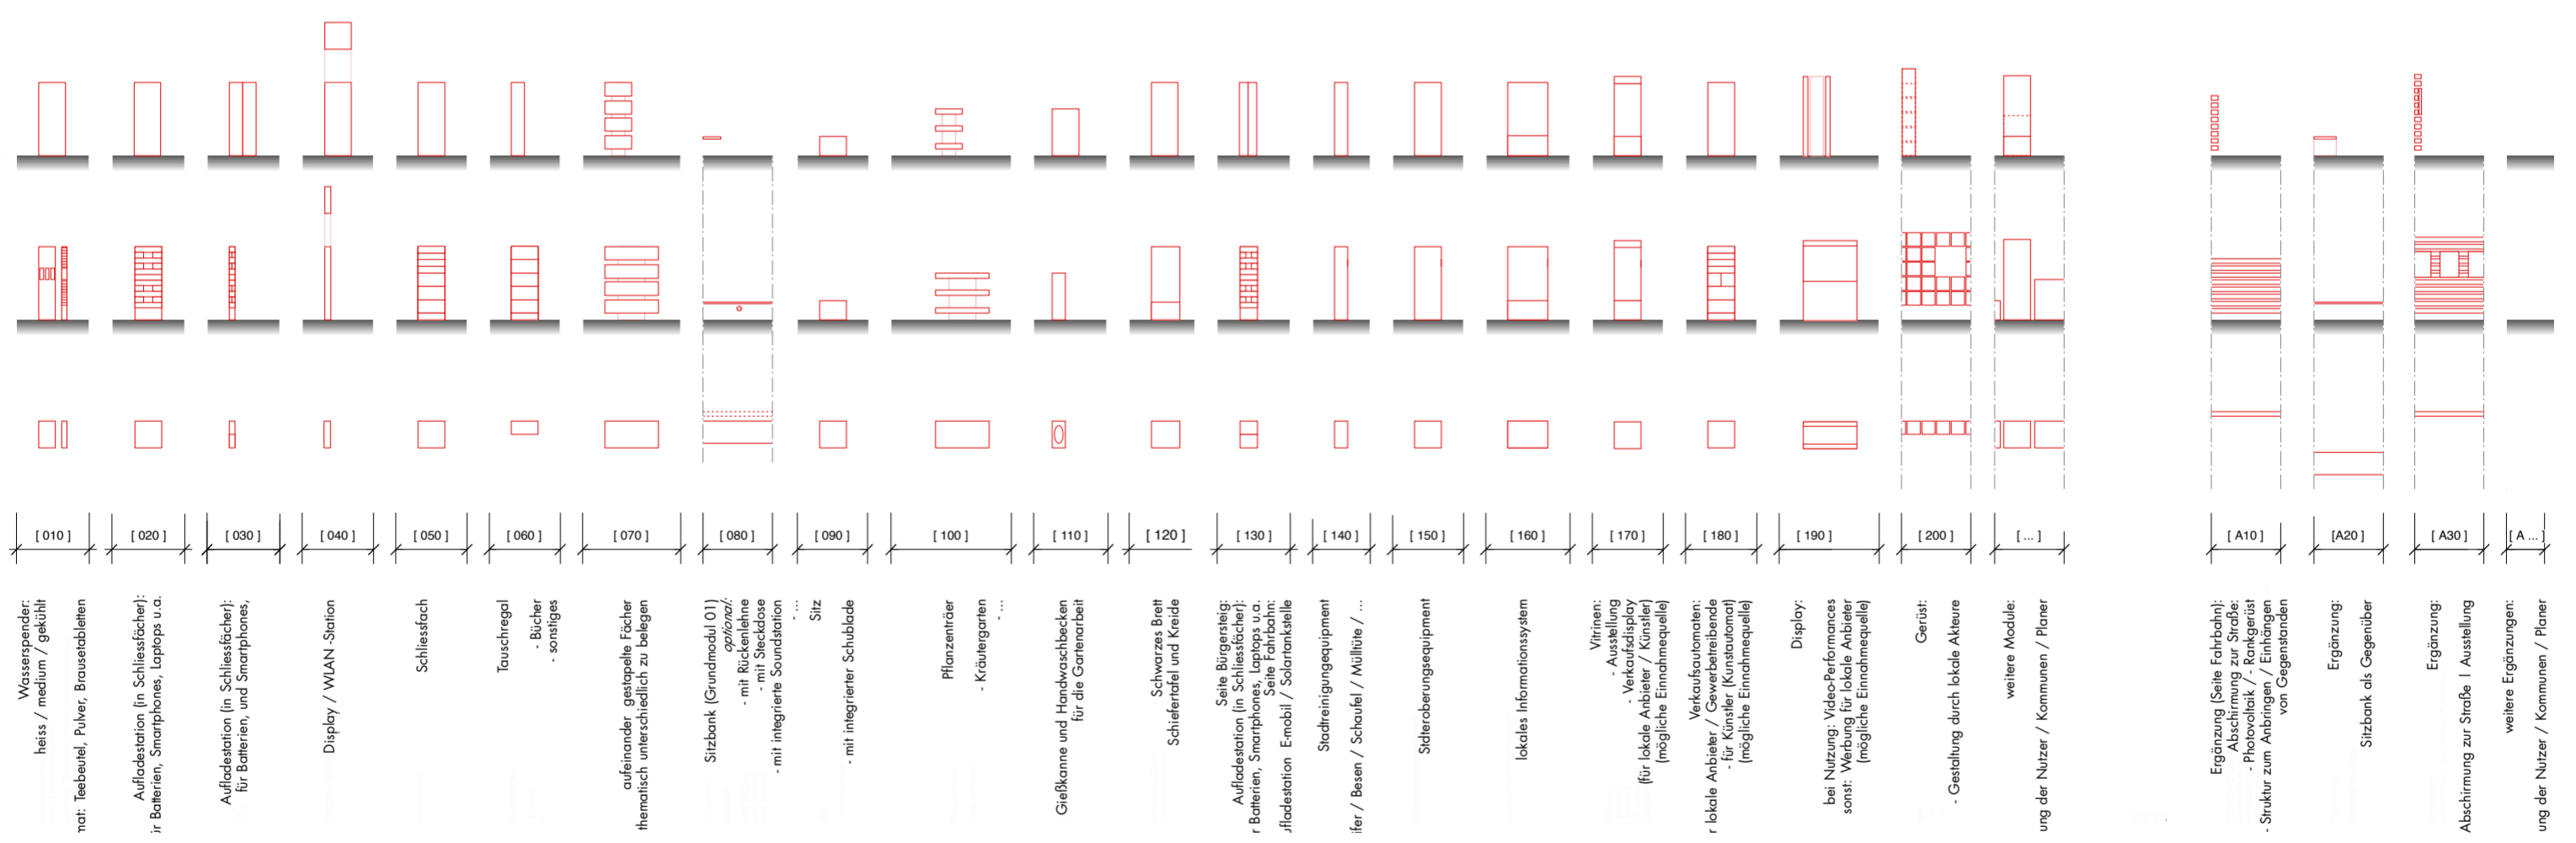 [ 010 ]
[ 020 ]
[ 030 ]
[ 040 ]
[ 050 ]
[ 060 ]
[ 070 ]
[ 080 ]
[ 090 ]
[ 100 ]
[ 110 ]
[ 120 ]
[ 130 ]
[ 140 ]
[ 150 ]
[ 160 ]
[ 170 ]
[ 180 ]
[ 190 ]
[ 200 ]
[ ... ]
[ A10 ]
[A20 ]
[ A30 ]
[ A ... ]
Wasserspender:
heiss / medium / gekühlt
Teebeutel, Pulver, Brausetabletten
Aufladestation (in Schliessfächer):
Batterien, Smartphones, Laptops u.a.
Aufladestation (in Schliessfächer):
für Batterien, und Smartphones,
Display / WLAN -Station
Schliessfach
Tauschregal
- Bücher
- sonstiges
aufeinander gestapelte Fächer
thematisch unterschiedlich zu belegen
Sitzbank (Grundmodul 01)
optional:
- mit Rückenlehne
- mit Steckdose
- mit integrierte Soundstation
- ...
Sitz
- mit integrierter Schublade
Pflanzenträer
- Kräutergarten
- ...
Gießkanne und Handwaschbecken
für die Gartenarbeit
Schwarzes Brett
Schiefertafel und Kreide
Seite Bürgersteig:
Aufladestation (in Schliessfächer):
r Batterien, Smartphones, Laptops u.a.
Seite Fahrbahn:
ufladestation E-mobil / Solartankstelle
Stadtreinigungequipment
ifer / Besen / Schaufel / Mülltüte / ...
Stdteroberungsequipment
lokales Informationssystem
Vitrinen:
- Ausstellung
- Verkaufsdisplay
(für lokale Anbieter / Künstler)
(mögliche Einnahmequelle)
Verkaufsautomaten:
r lokale Anbieter / Gewerbetreibende
- für Künstler (Kunstautomat)
(mögliche Einnahmequelle)
Display:
bei Nutzung: Video-Performances
sonst: Werbung für lokale Anbieter
(mögliche Einnahmequelle)
Gerüst:
- Gestaltung durch lokale Akteure
weitere Module:
ung der Nutzer / Kommunen / Planer
Ergänzung (Seite Fahrbahn):
Abschirmung zur Straße:
- Photovoltaik / - Rankgerüst
- Struktur zum Anbringen / Einhängen
von Gegenständen
Ergänzung:
Sitzbank als Gegenüber
Ergänzung:
Abschirmung zur Straße | Ausstellung
weitere Ergänzungen:
ung der Nutzer / Kommunen / Planer